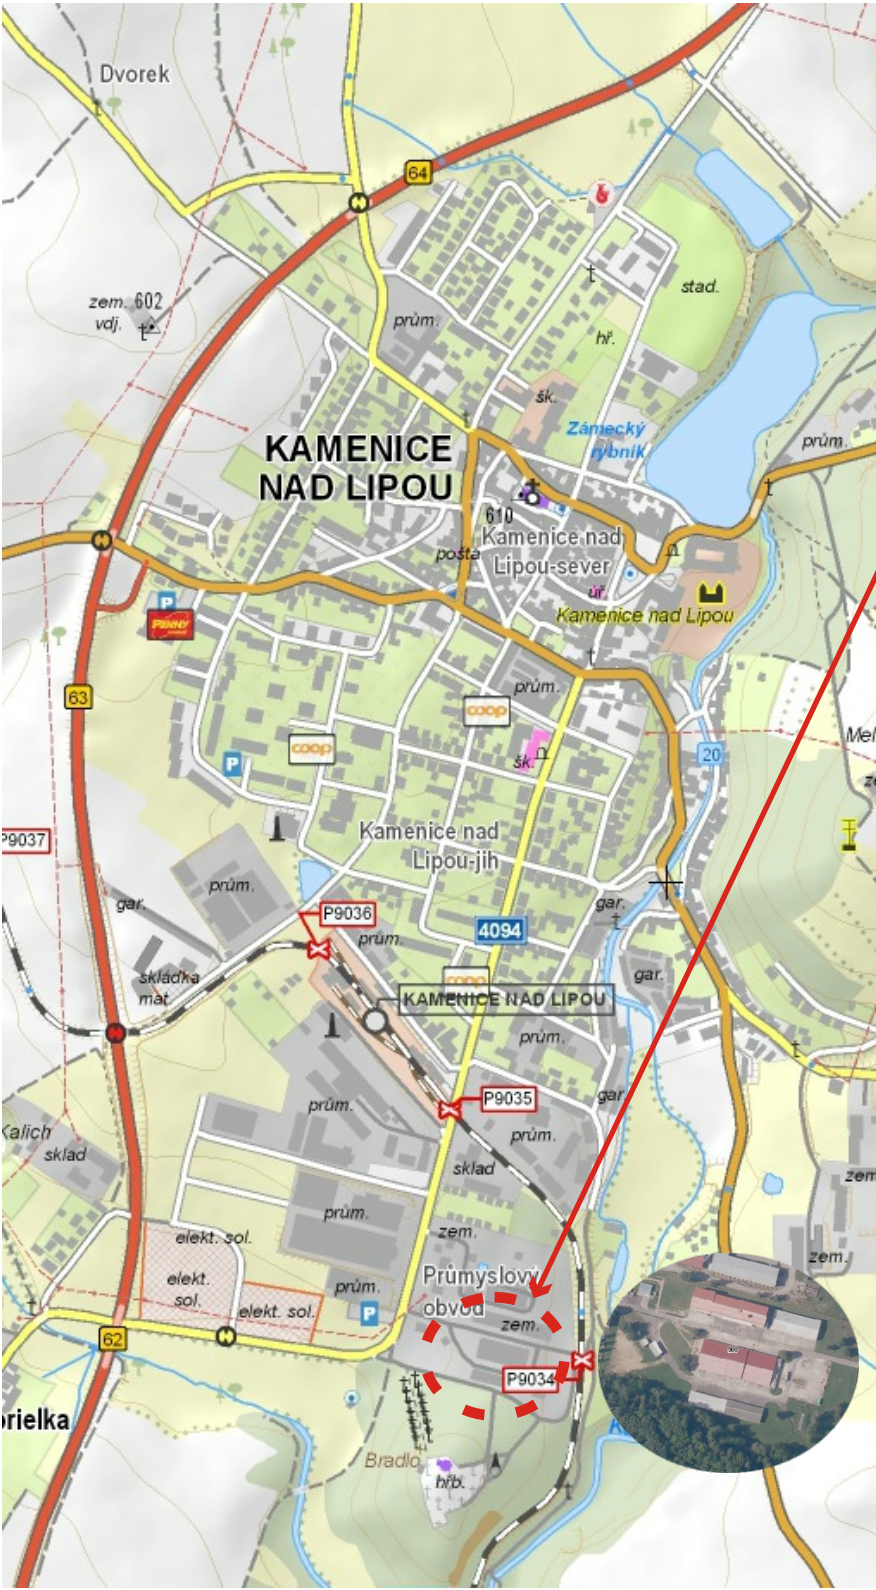 Dvorek
64
zem. 602
vdj.
stad.
prům.
hř.
šk.
KAMENICE
NAD LIPOU
Zámecký
rybník
prům.
610
Kamenice nad
Lipou-sever
pošta
úř.
Kamenice nad Lipou
P
PENNY
63
prům.
coop
coop
šk.
20
P
P9037
Kamenice nad
Lipou-jih
prům.
gar.
gar.
P9036
prům.
4094
skládka
mat.
gar.
coop
KAMENICE NAD LIPOU
prům.
gar.
P9035
prům.
prům.
Kalich
sklad
sklad
zem.
prům.
elekt. sol.
zem.
zem.
elekt.
sol.
Průmyslový
obvod
elekt. sol.
prům.
P
zem.
62
P9034
Bradlo
hřb.